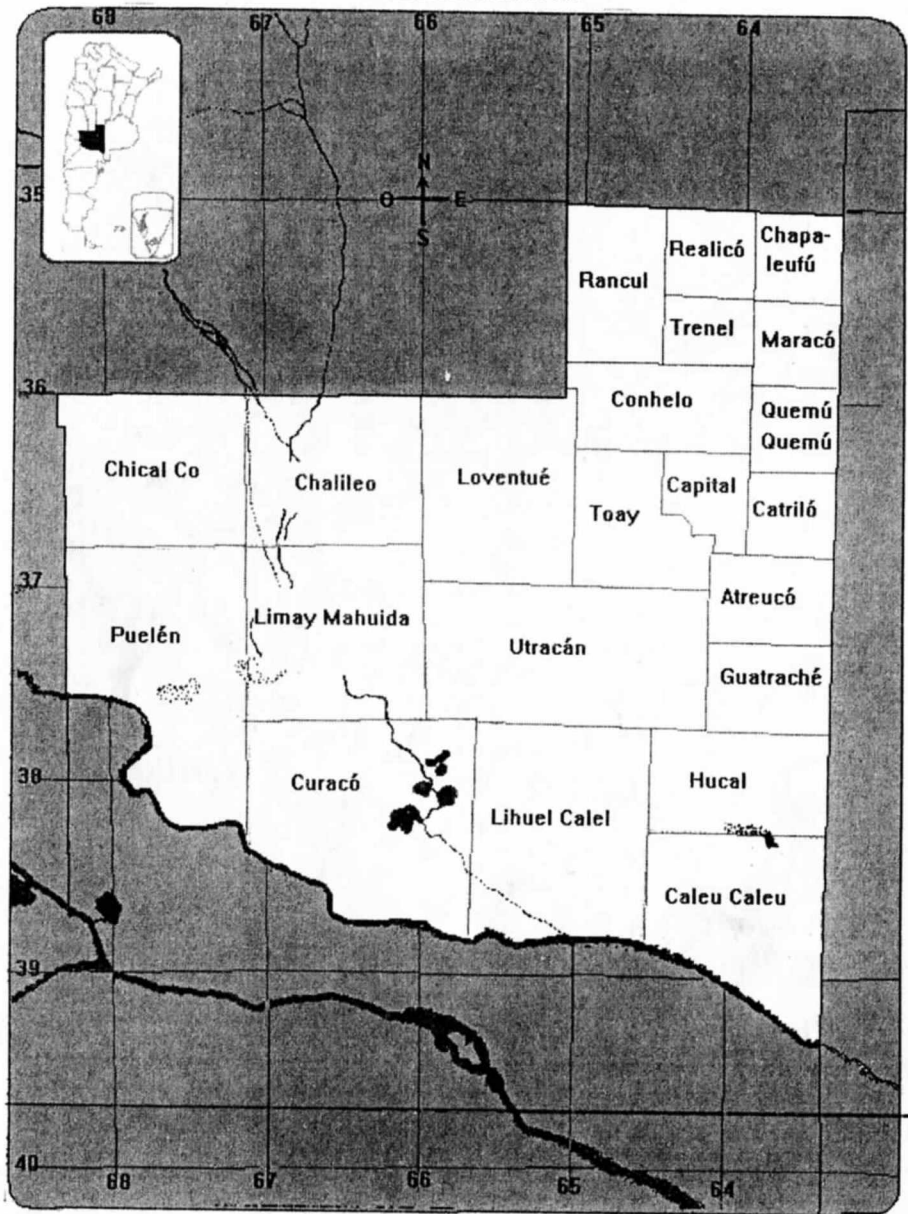 68 67 66 65 64
N
O E
S
35
Rancul
Realicó
Chapa-
leufú
Trenel
Maracó
36
Conhelo
Quemú
Quemú
Chical Co
Chalileo
Loventué
Toay
Capital
Catriló
37
Puelén
Limay Mahuida
Utracán
Atreucó
Guatraché
38
Curacó
Lihuel Calel
Hucal
Caleu Caleu
39
40
68 67 66 65 64